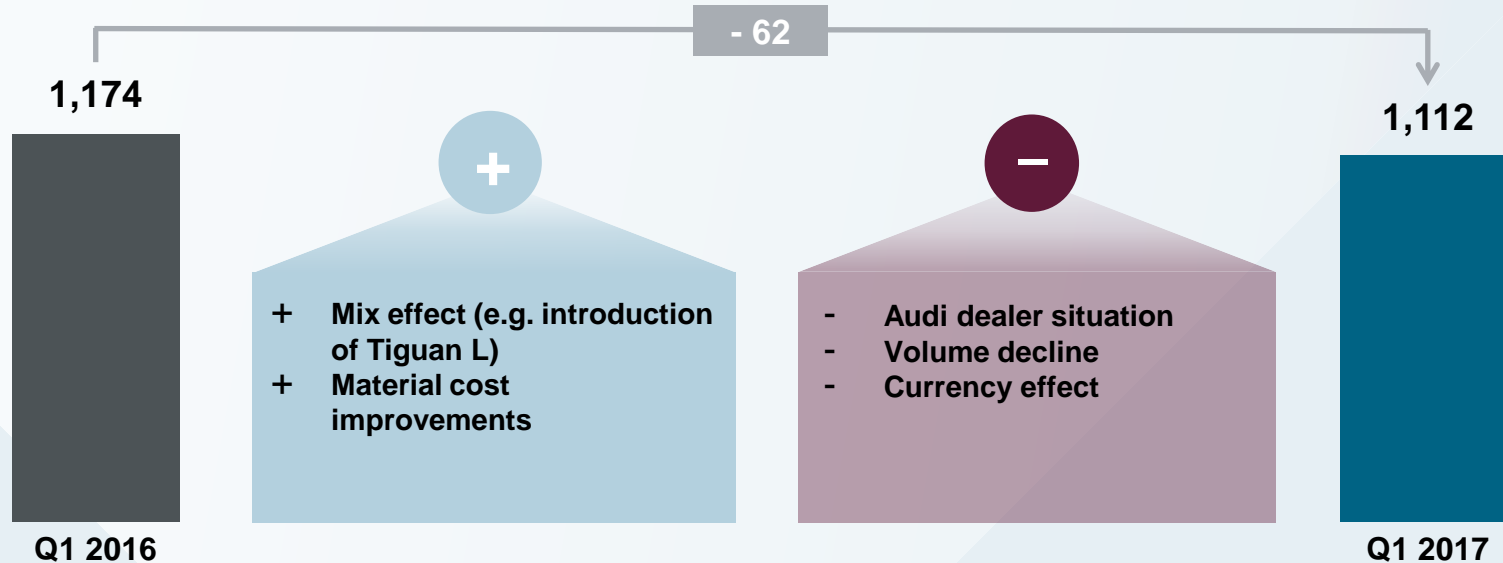 - 62
1,174
1,112
+
–
+ Mix effect (e.g. introduction
of Tiguan L)
+ Material cost
improvements
- Audi dealer situation
- Volume decline
- Currency effect
Q1 2016
Q1 2017